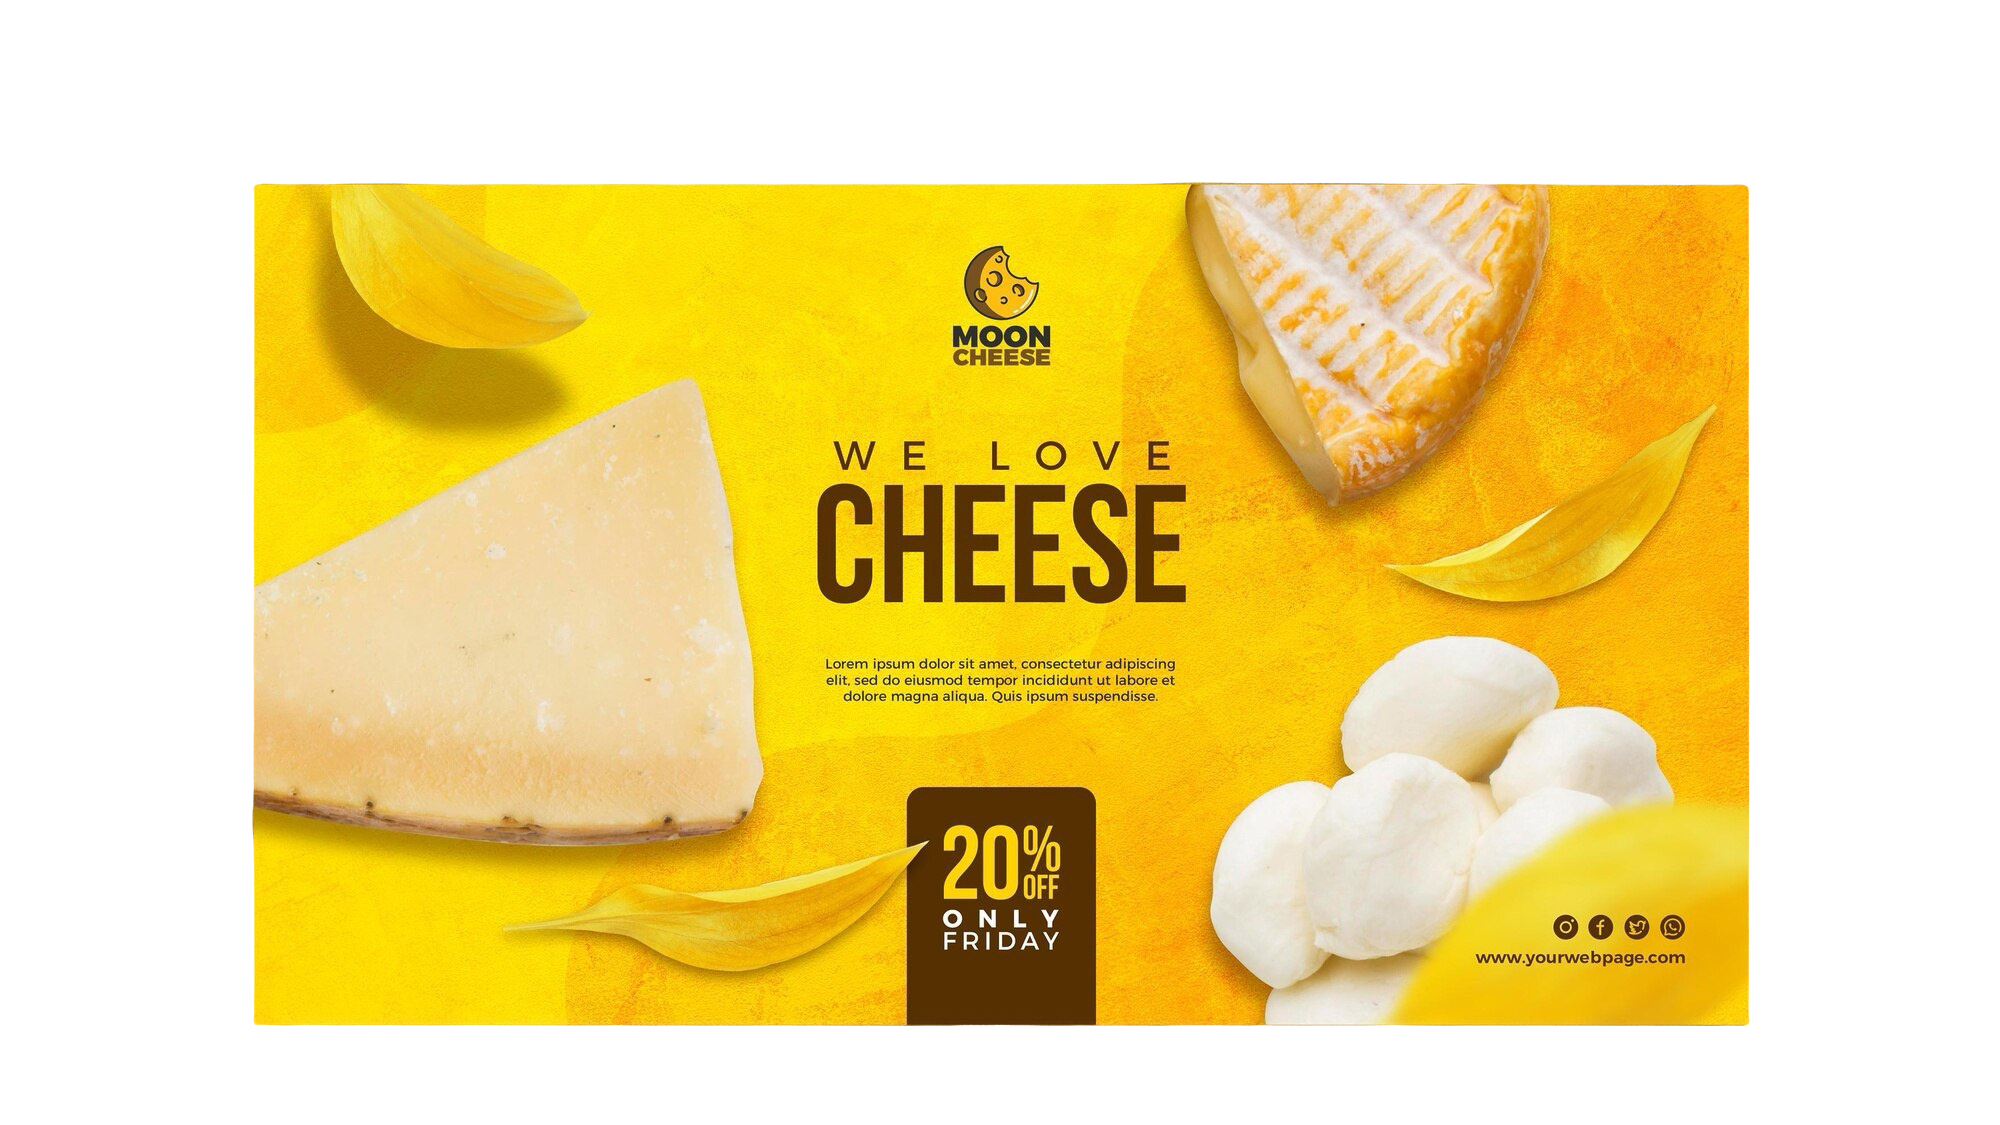 MOON
CHEESE
WE LOVE
CHEESE
Lorem ipsum dolor sit amet, consectetur adipiscing
elit, sed do eiusmod tempor incididunt ut labore et
dolore magna aliqua. Quis ipsum suspendisse.
20%
OFF
ONLY
FRIDAY
www.yourwebpage.com